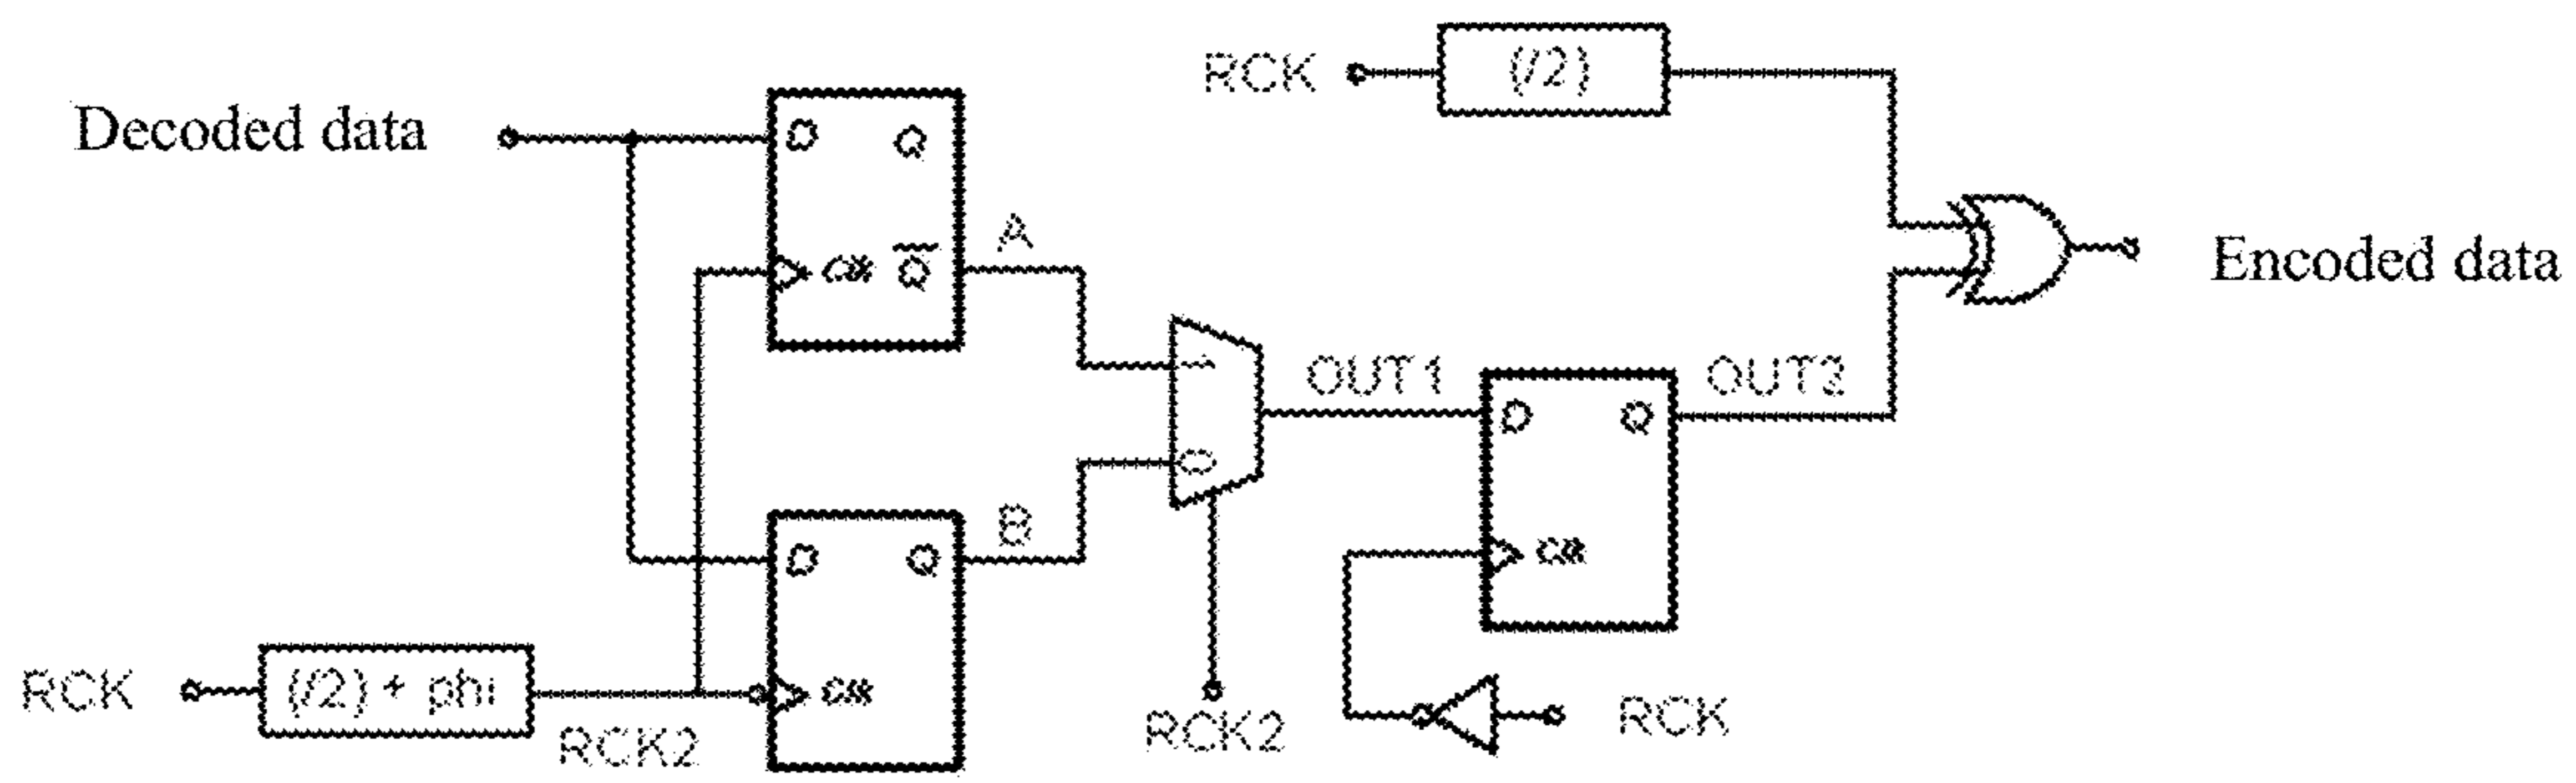 RCK
(/2)
Decoded data
D
Q
A
Clk
Q
Encoded data
1
OUT1
OUT2
D
Q
0
B
D
Q
Clk
RCK
(/2) + phi
Clk
RCK2
RCK2
RCK